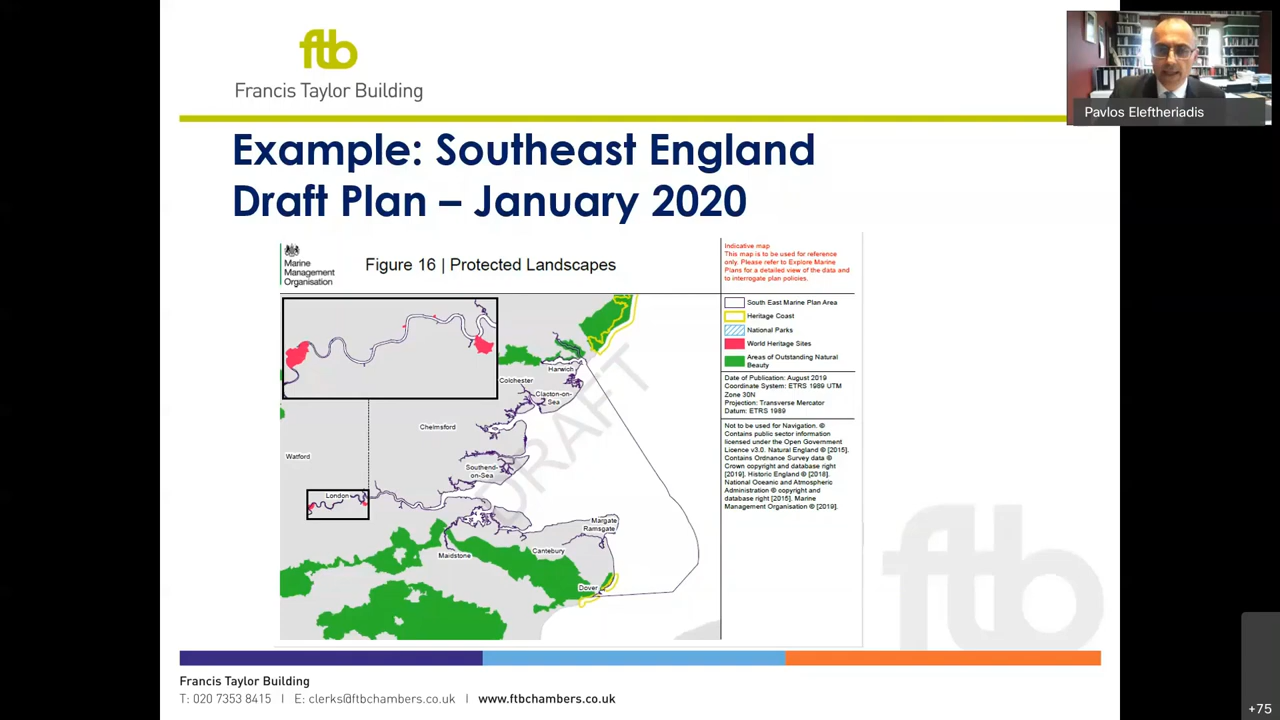 ftb
Francis Taylor Building
Pavlos Eleftheriadis
Example: Southeast England
Draft Plan – January 2020
Marine
Management
Organisation
Figure 16 | Protected Landscapes
Indicative map
This map is to be used for reference
only. Please refer to Explore Marine
Plans for a detailed view of the data and
to interrogate plan policies.
South East Marine Plan Area
Heritage Coast
National Parks
World Heritage Sites
Areas of Outstanding Natural
Beauty
Date of Publication: August 2019
Coordinate System: ETRS 1989 UTM
Zone 30N
Projection: Transverse Mercator
Datum: ETRS 1989
Not to be used for Navigation. ©
Contains public sector information
licensed under the Open Government
Licence v3.0. Natural England © [2015].
Contains Ordnance Survey data ©
Crown copyright and database right
[2019]. Historic England © [2018].
National Oceanic and Atmospheric
Administration © copyright and
database right [2015]. Marine
Management Organisation © [2019].
Harwich
Colchester
Clacton-on-
Sea
Chelmsford
Watford
Southend-
on-Sea
London
Margate
Ramsgate
Cantebury
Maidstone
Dover
DRAFT
ftb
Francis Taylor Building
T: 020 7353 8415 I E: clerks@ftbchambers.co.uk I www.ftbchambers.co.uk
+75